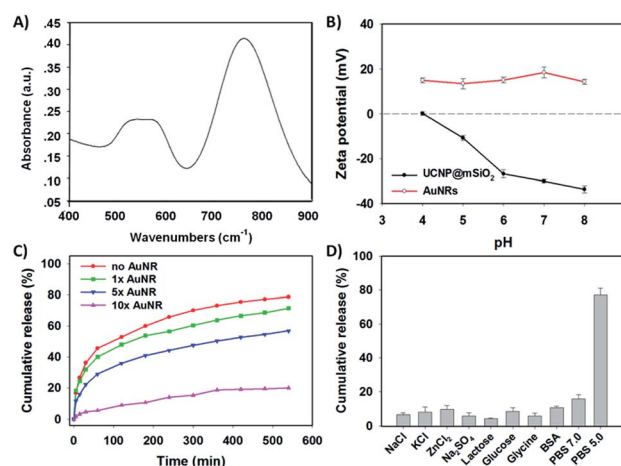 A)
.45
.40
.35
.30
.25
.20
.15
.10
.05
Absorbance (a.u.)
400 500 600 700 800 900
Wavenumbers (cm⁻¹)
B)
40
20
0
-20
-40
-60
Zeta potential (mV)
UCNP@mSiO₂
AuNRs
3 4 5 6 7 8
pH
C)
100
80
60
40
20
0
Cumulative release (%)
no AuNR
1x AuNR
5x AuNR
10x AuNR
0 100 200 300 400 500 600
Time (min)
D)
100
80
60
40
20
0
Cumulative release (%)
NaCl
KCl
ZnCl₂
Na₂SO₄
Lactose
Glucose
Glycine
BSA
PBS 7.0
PBS 5.0